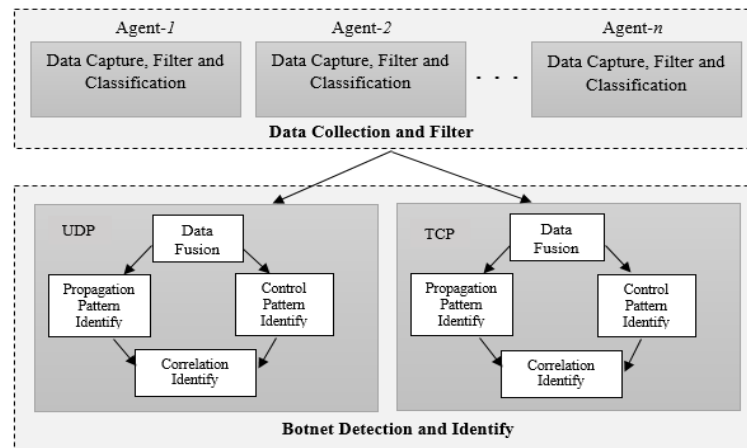 Agent-1
Agent-2
Agent-n
Data Capture, Filter and
Classification
Data Capture, Filter and
Classification
. . .
Data Capture, Filter and
Classification
Data Collection and Filter
UDP
Data
Fusion
Propagation
Pattern
Identify
Control
Pattern
Identify
Correlation
Identify
TCP
Data
Fusion
Propagation
Pattern
Identify
Control
Pattern
Identify
Correlation
Identify
Botnet Detection and Identify